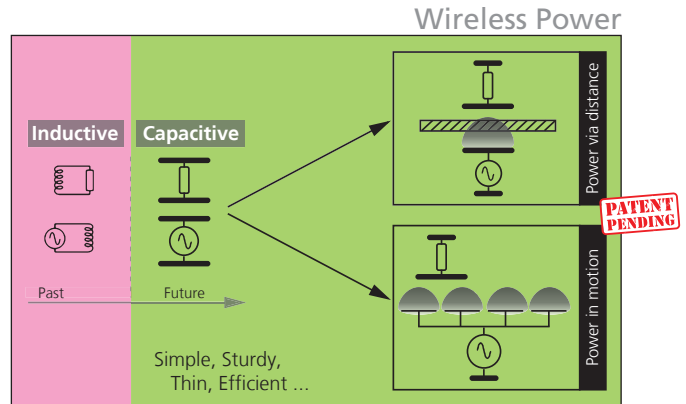 Wireless Power
Inductive
Capacitive
Past
Future
Simple, Sturdy,
Thin, Efficient ...
Power via distance
PATENT
PENDING
Power in motion